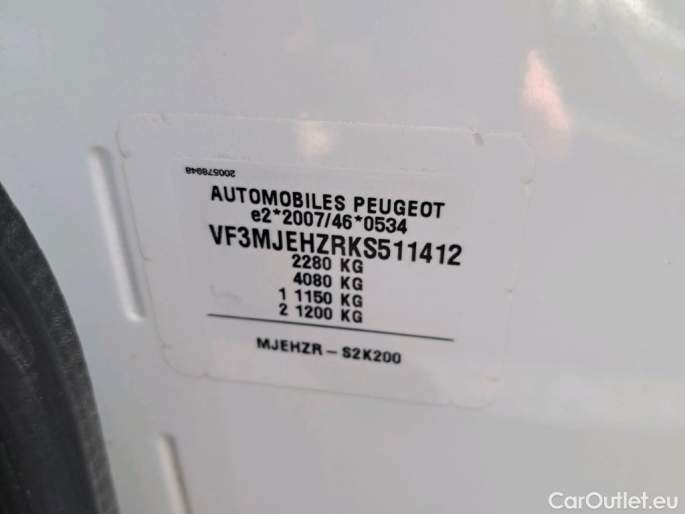 200578948
AUTOMOBILES PEUGEOT
e2*2007/46*0534
VF3MJEHZRKS511412
2280 KG
4080 KG
1 1150 KG
2 1200 KG
MJEHZR - S2K200
CarOutlet.eu